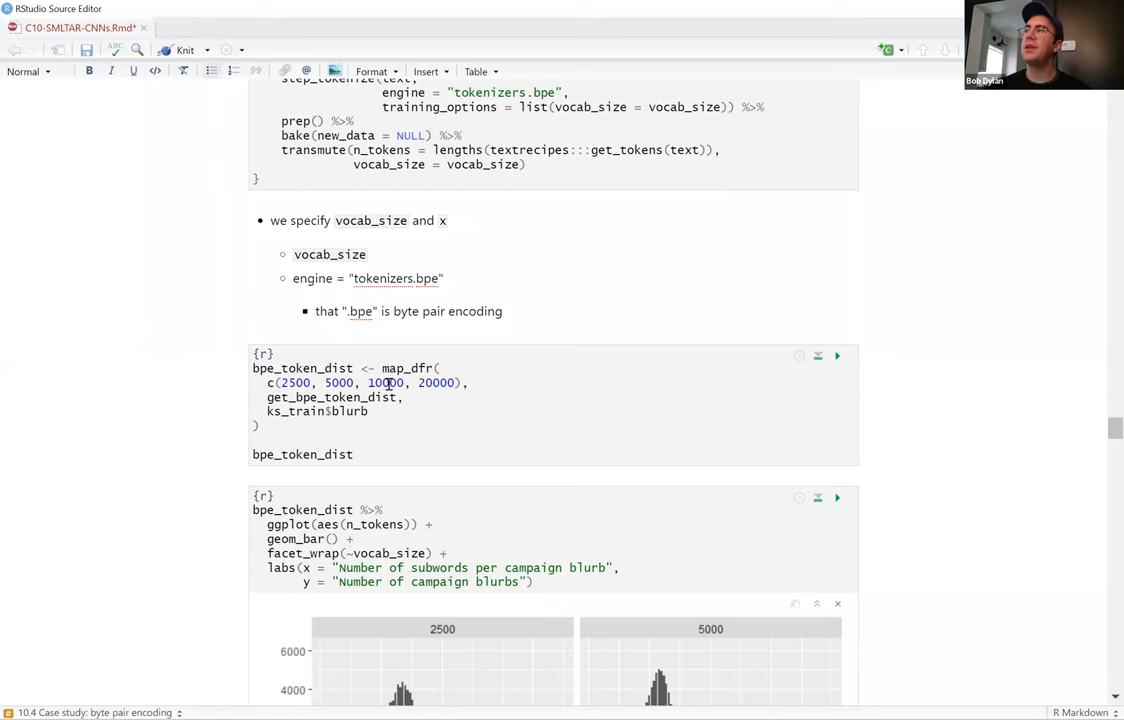 RStudio Source Editor
C10-SMLTAR-CNNs.Rmd*
ABC
Knit
Normal
B I U </>
Format
Insert
Table
Bob Dylan
step_tokenize(text,
engine = "tokenizers.bpe",
training_options = list(vocab_size = vocab_size)) %>%
prep() %>%
bake(new_data = NULL) %>%
transmute(n_tokens = lengths(textrecipes:::get_tokens(text)),
vocab_size = vocab_size)
}
• we specify vocab_size and x
○ vocab_size
○ engine = "tokenizers.bpe"
▪ that ".bpe" is byte pair encoding
{r}
bpe_token_dist <- map_dfr(
c(2500, 5000, 10000, 20000),
get_bpe_token_dist,
ks_train$blurb
)
bpe_token_dist
{r}
bpe_token_dist %>%
ggplot(aes(n_tokens)) +
geom_bar() +
facet_wrap(~vocab_size) +
labs(x = "Number of subwords per campaign blurb",
y = "Number of campaign blurbs")
2500
5000
6000
4000
10.4 Case study: byte pair encoding
R Markdown